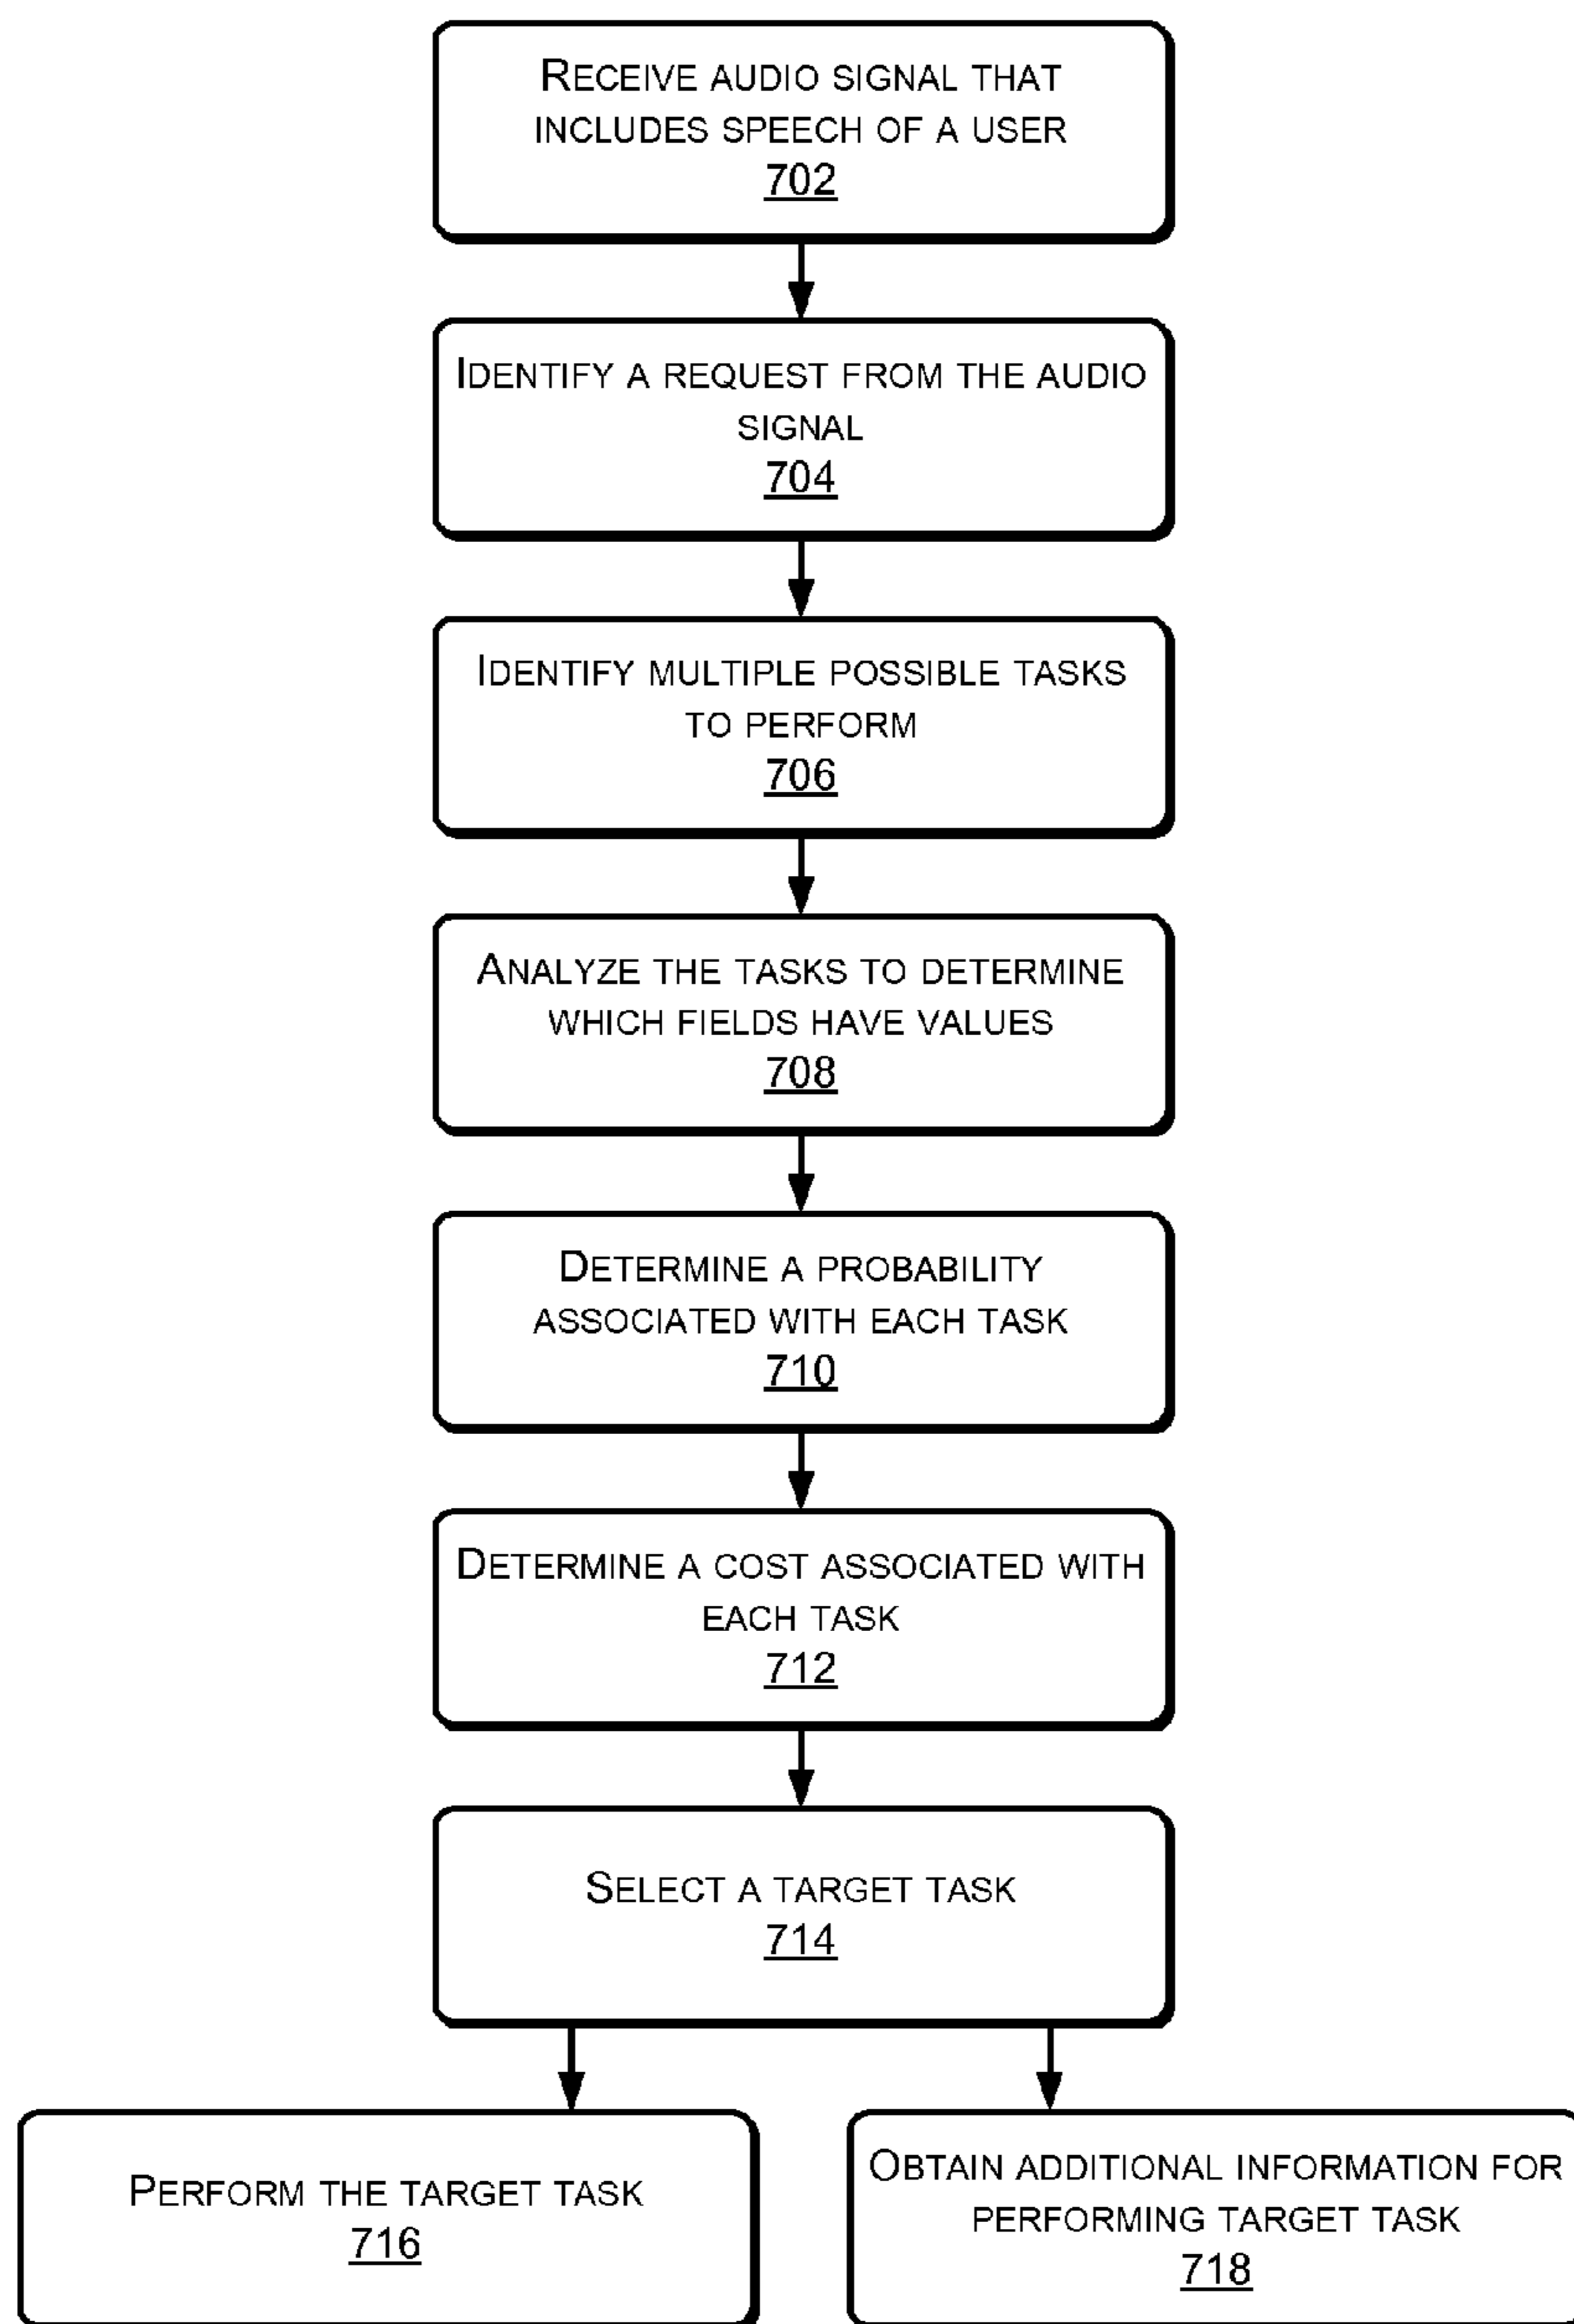 RECEIVE AUDIO SIGNAL THAT
INCLUDES SPEECH OF A USER
702
IDENTIFY A REQUEST FROM THE AUDIO
SIGNAL
704
IDENTIFY MULTIPLE POSSIBLE TASKS
TO PERFORM
706
ANALYZE THE TASKS TO DETERMINE
WHICH FIELDS HAVE VALUES
708
DETERMINE A PROBABILITY
ASSOCIATED WITH EACH TASK
710
DETERMINE A COST ASSOCIATED WITH
EACH TASK
712
SELECT A TARGET TASK
714
PERFORM THE TARGET TASK
716
OBTAIN ADDITIONAL INFORMATION FOR
PERFORMING TARGET TASK
718